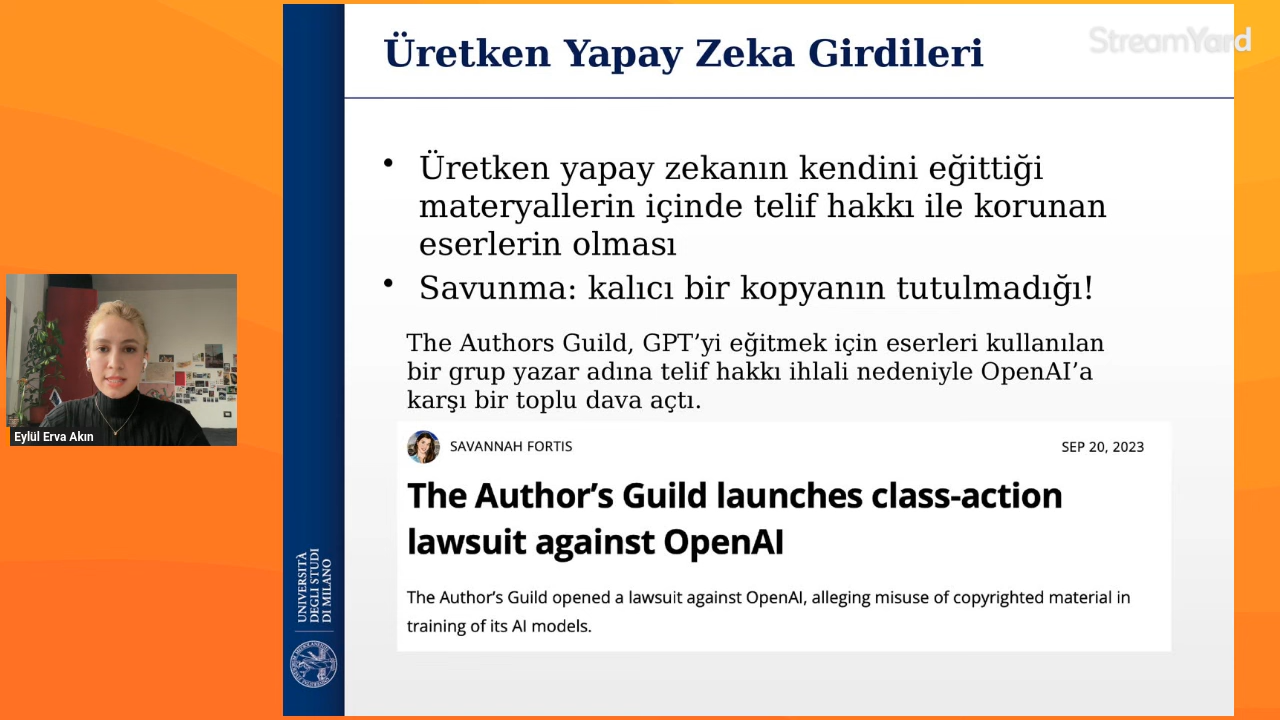 StreamYard
Üretken Yapay Zeka Girdileri
• Üretken yapay zekanın kendini eğittiği
materyallerin içinde telif hakkı ile korunan
eserlerin olması
• Savunma: kalıcı bir kopyanın tutulmadığı!
The Authors Guild, GPT’yi eğitmek için eserleri kullanılan
bir grup yazar adına telif hakkı ihlali nedeniyle OpenAI’a
karşı bir toplu dava açtı.
SAVANNAH FORTIS
SEP 20, 2023
The Author’s Guild launches class-action
lawsuit against OpenAI
The Author’s Guild opened a lawsuit against OpenAI, alleging misuse of copyrighted material in
training of its AI models.
Eylül Erva Akın
UNIVERSITÀ
DEGLI STUDI
DI MILANO